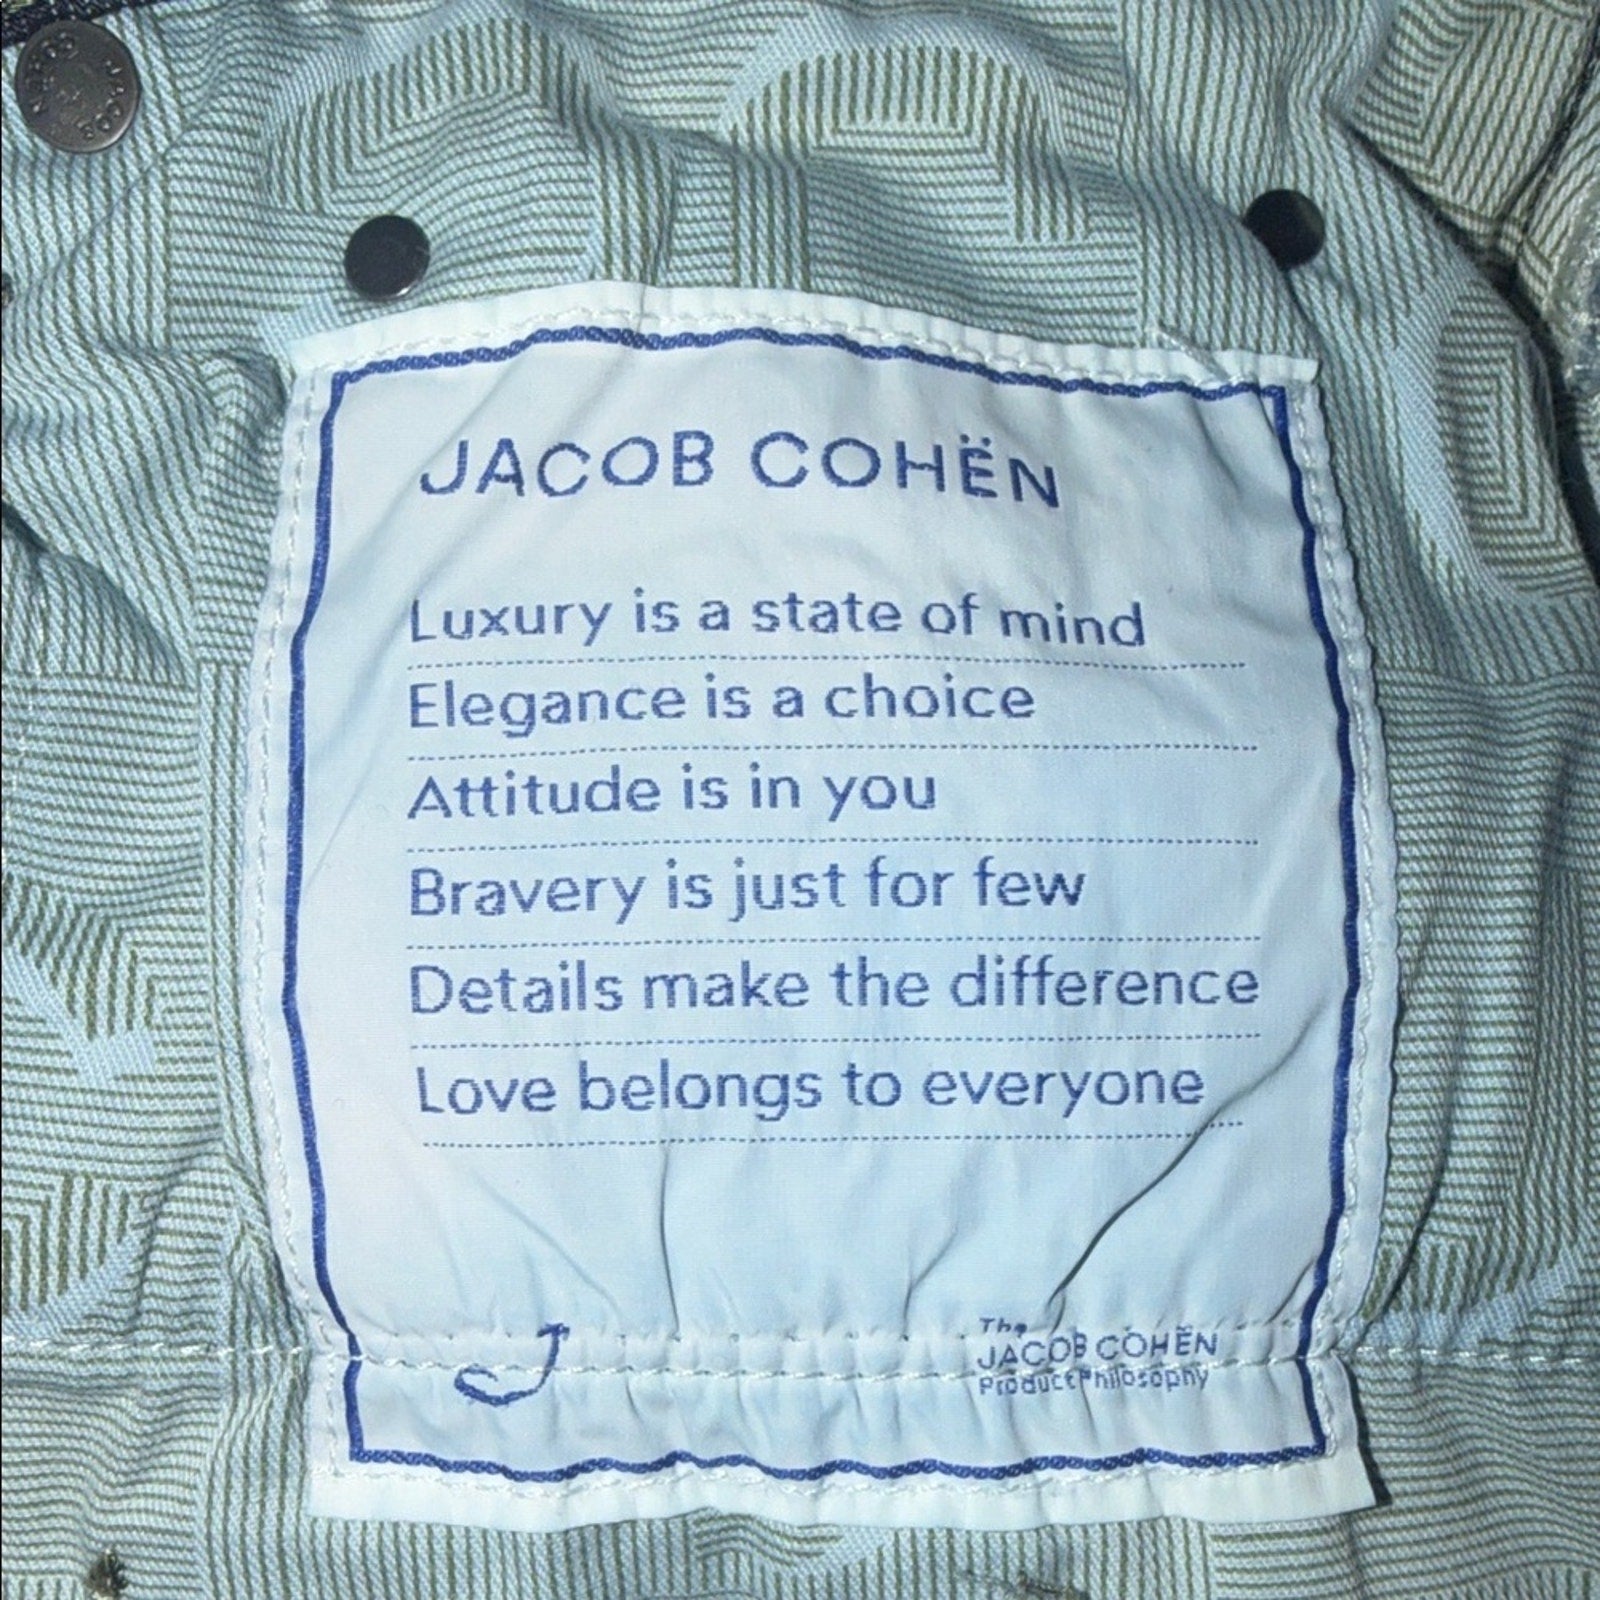 JACOB
JACOB COHËN
Luxury is a state of mind
Elegance is a choice
Attitude is in you
Bravery is just for few
Details make the difference
Love belongs to everyone
J
The
JACOB COHËN
Product Philosophy